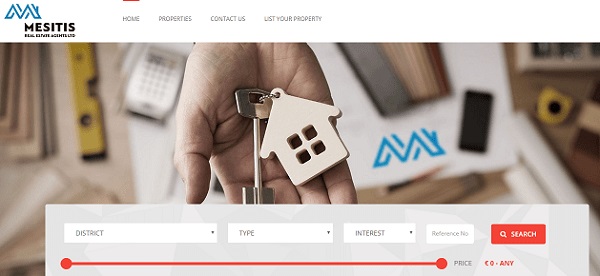 MESITIS
REAL ESTATE AGENTS LTD
HOME PROPERTIES CONTACT US LIST YOUR PROPERTY
DISTRICT TYPE INTEREST Reference No SEARCH
PRICE € 0 - ANY